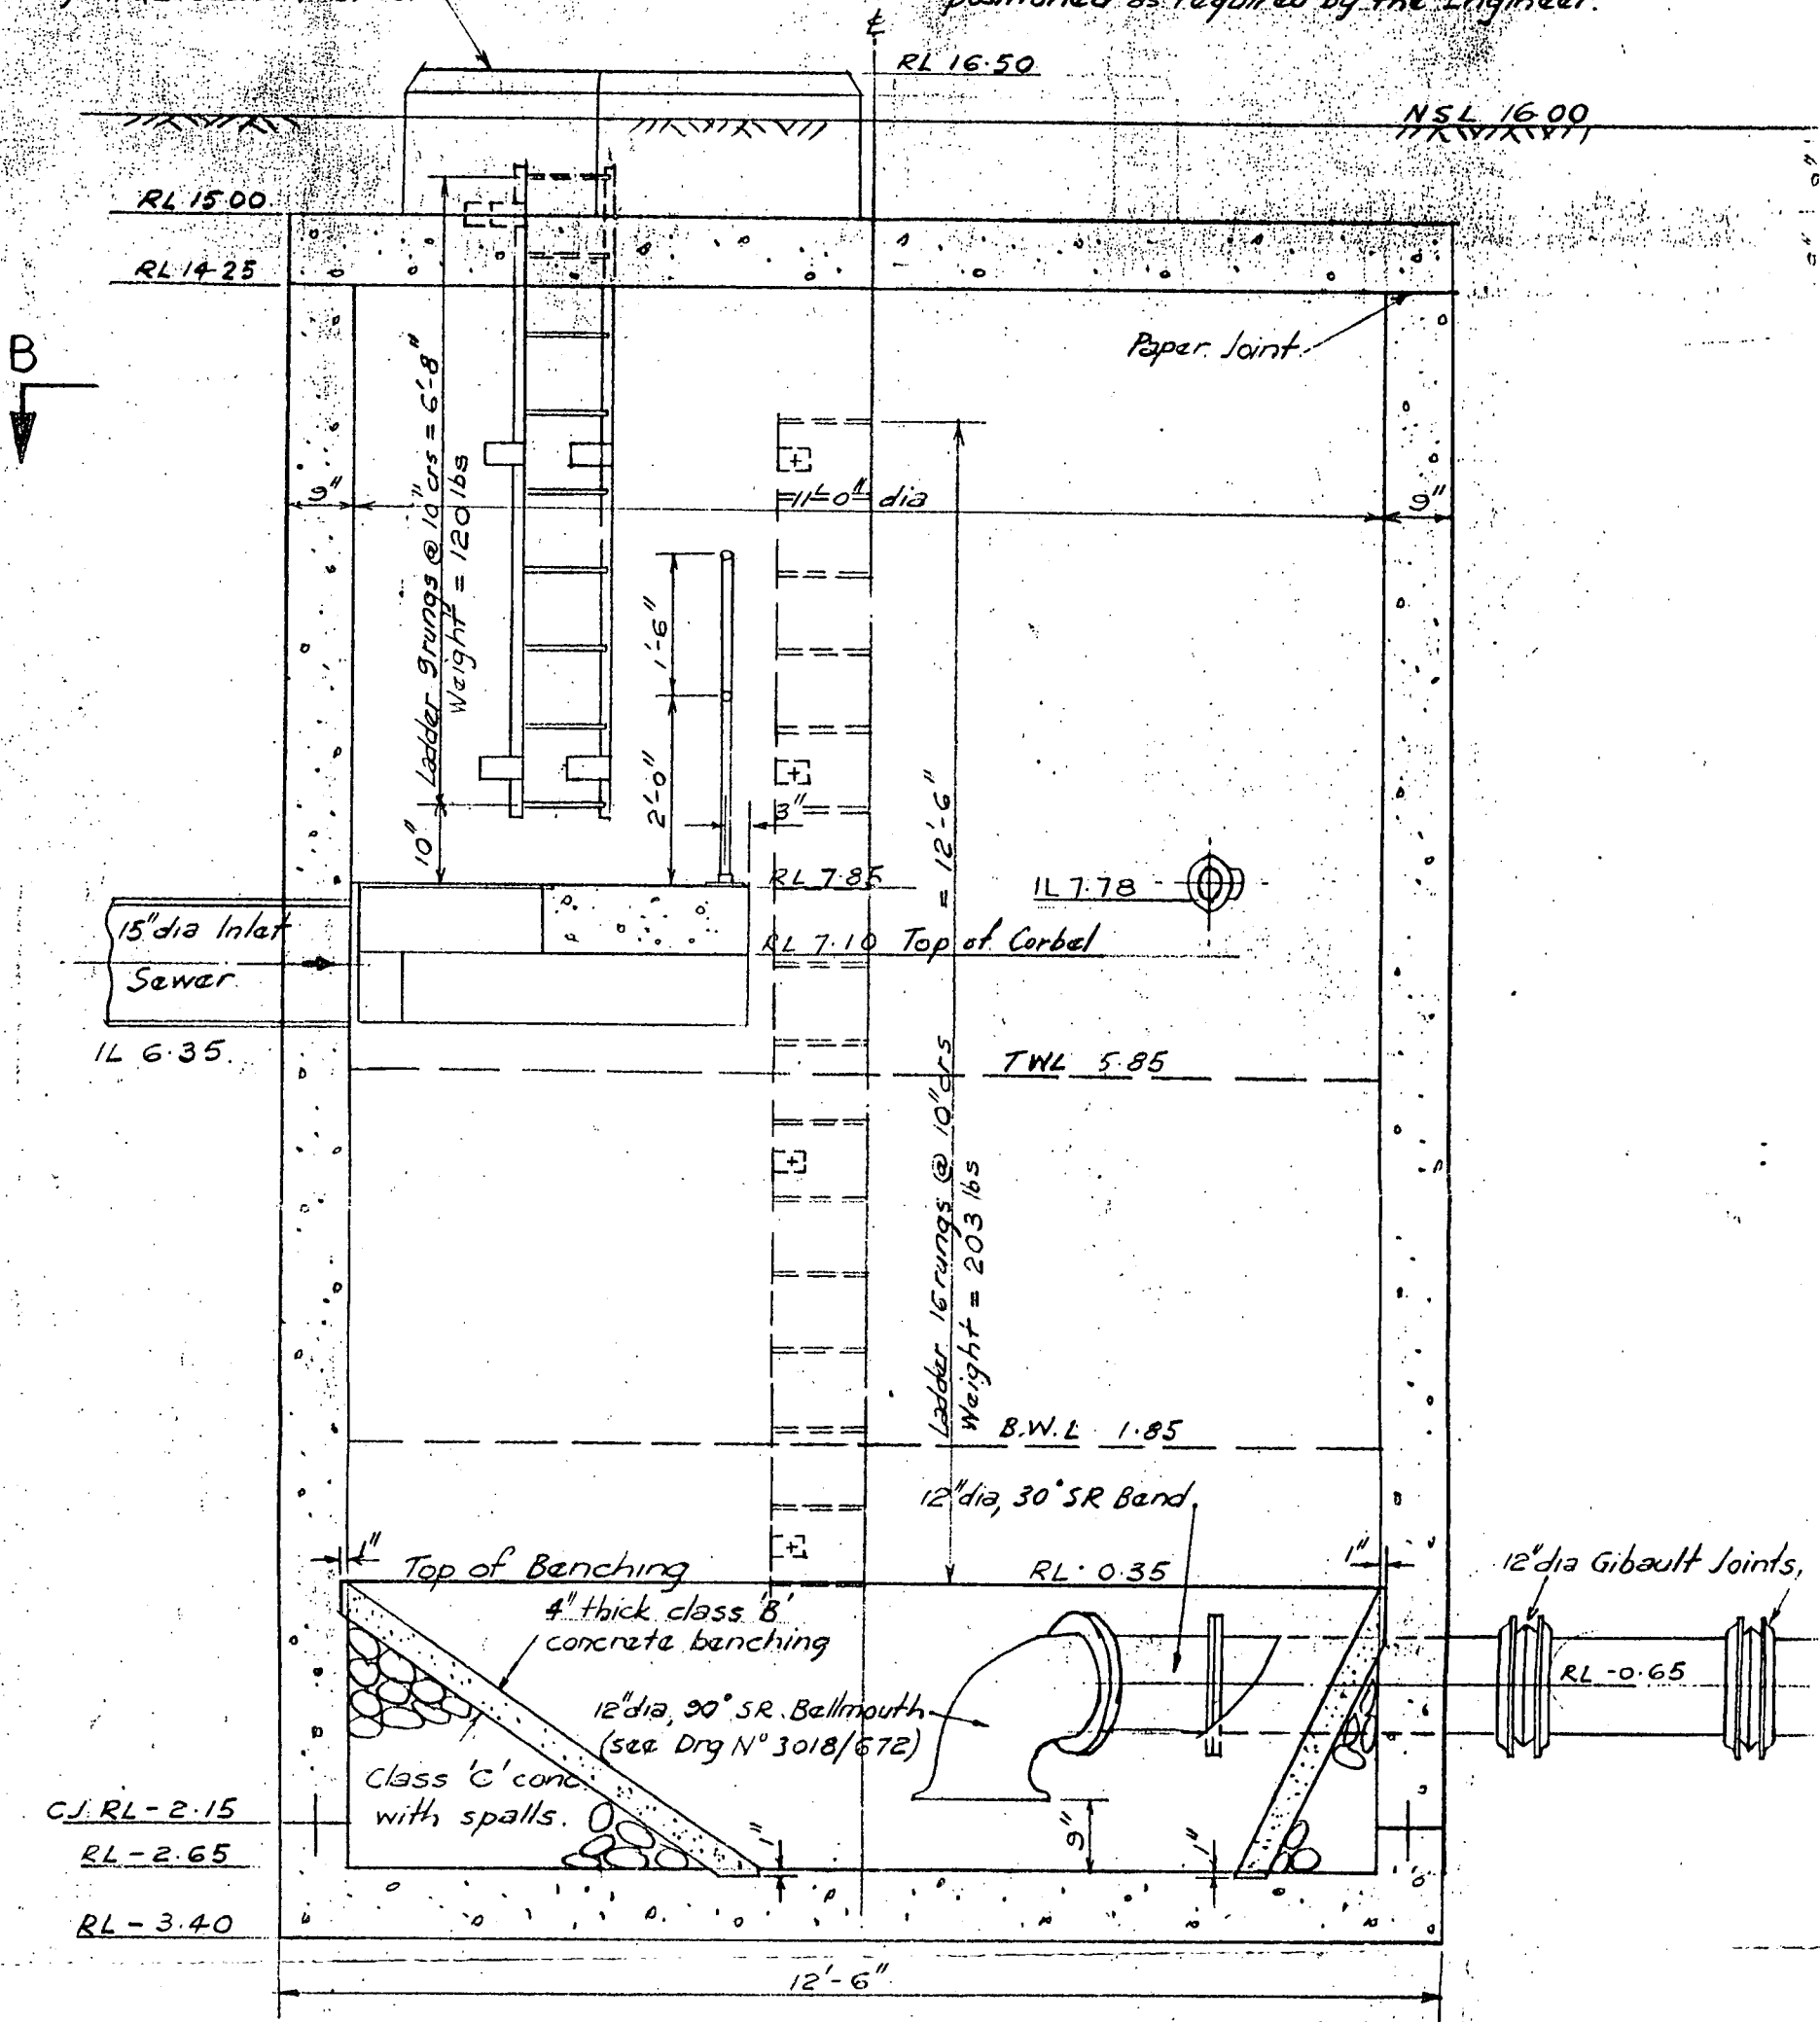 positioned as required by the Engineer.
℄
RL 16·50
NSL 16·00
RL 15·00
RL 14·25
Paper Joint
B
Ladder 9 rungs @ 10" crs = 6'-8"
Weight = 120 lbs
9"
11'-0" dia
9"
1'-6"
2'-0"
3"
10"
RL 7·85
IL 7·78
15" dia Inlet
Sewer
RL 7·10 Top of Corbel
IL 6·35
TWL 5·85
Ladder 16 rungs @ 10" crs = 12'-6"
Weight = 203 lbs
B.W.L 1·85
12" dia, 30° SR Bend
1"
Top of Benching
RL 0·35
1"
12" dia Gibault Joints,
4" thick class 'B'
concrete benching
RL -0·65
12" dia, 90° SR Bellmouth
(see Drg Nº 3018/672)
Class 'C' conc
with spalls.
CJ. RL - 2·15
9"
1"
1"
RL - 2·65
RL - 3·40
12'-6"